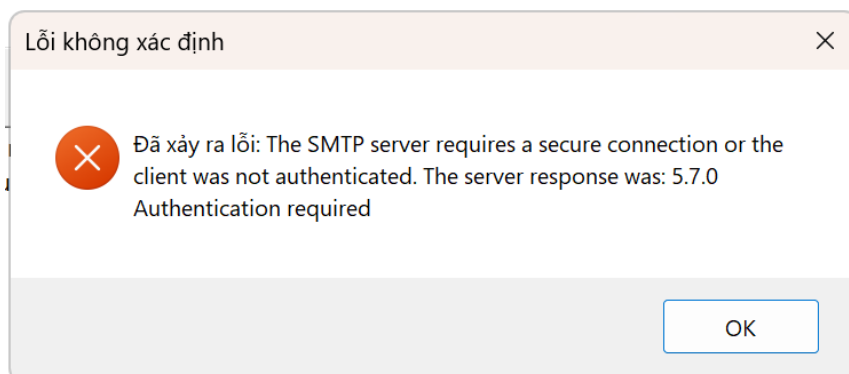 Lỗi không xác định
Đã xảy ra lỗi: The SMTP server requires a secure connection or the
client was not authenticated. The server response was: 5.7.0
Authentication required
OK